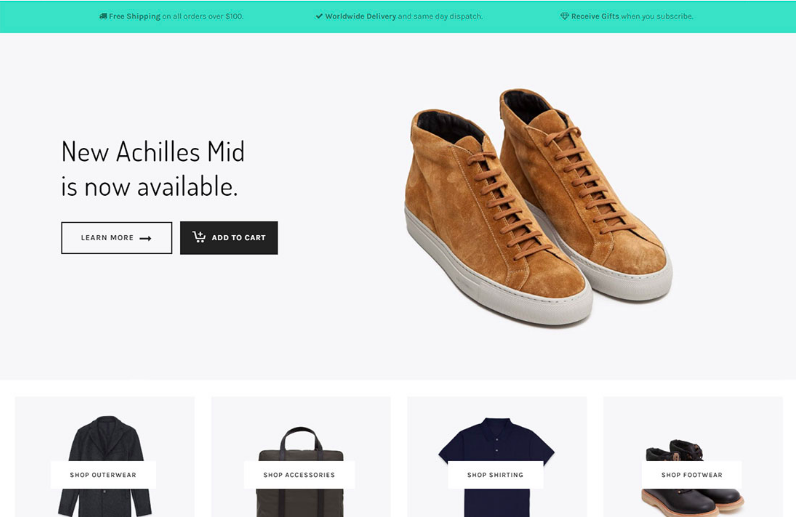 Free Shipping on all orders over $100.
Worldwide Delivery and same day dispatch.
Receive Gifts when you subscribe.
New Achilles Mid
is now available.
LEARN MORE
ADD TO CART
SHOP OUTERWEAR
SHOP ACCESSORIES
SHOP SHIRTING
SHOP FOOTWEAR